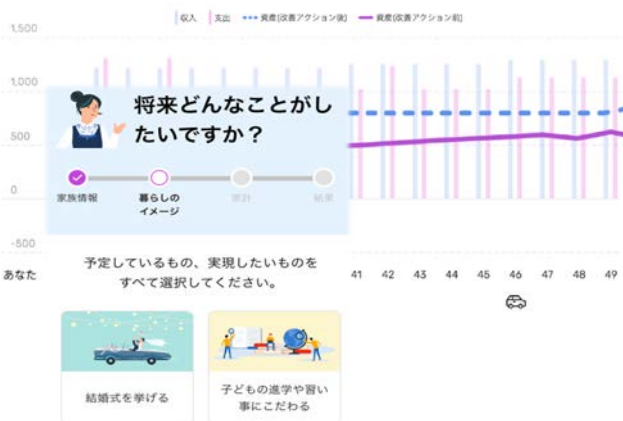 収入 支出 資産(改善アクション後) 資産(改善アクション前)
1,500
1,000
500
0
-500
将来どんなことがし
たいですか？
家族情報 暮らしの 家計 結果
イメージ
予定しているもの、実現したいものを
すべて選択してください。
あなた 41 42 43 44 45 46 47 48 49
結婚式を挙げる
子どもの進学や習い
事にこだわる